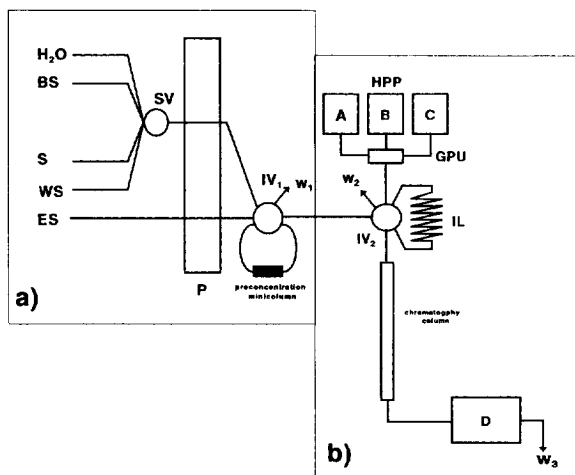 H₂O
BS
SV
S
WS
ES
IV₁
W₁
preconcentration
minicolumn
P
a)
HPP
A
B
C
GPU
W₂
IV₂
IL
chromatogphy
column
D
W₃
b)